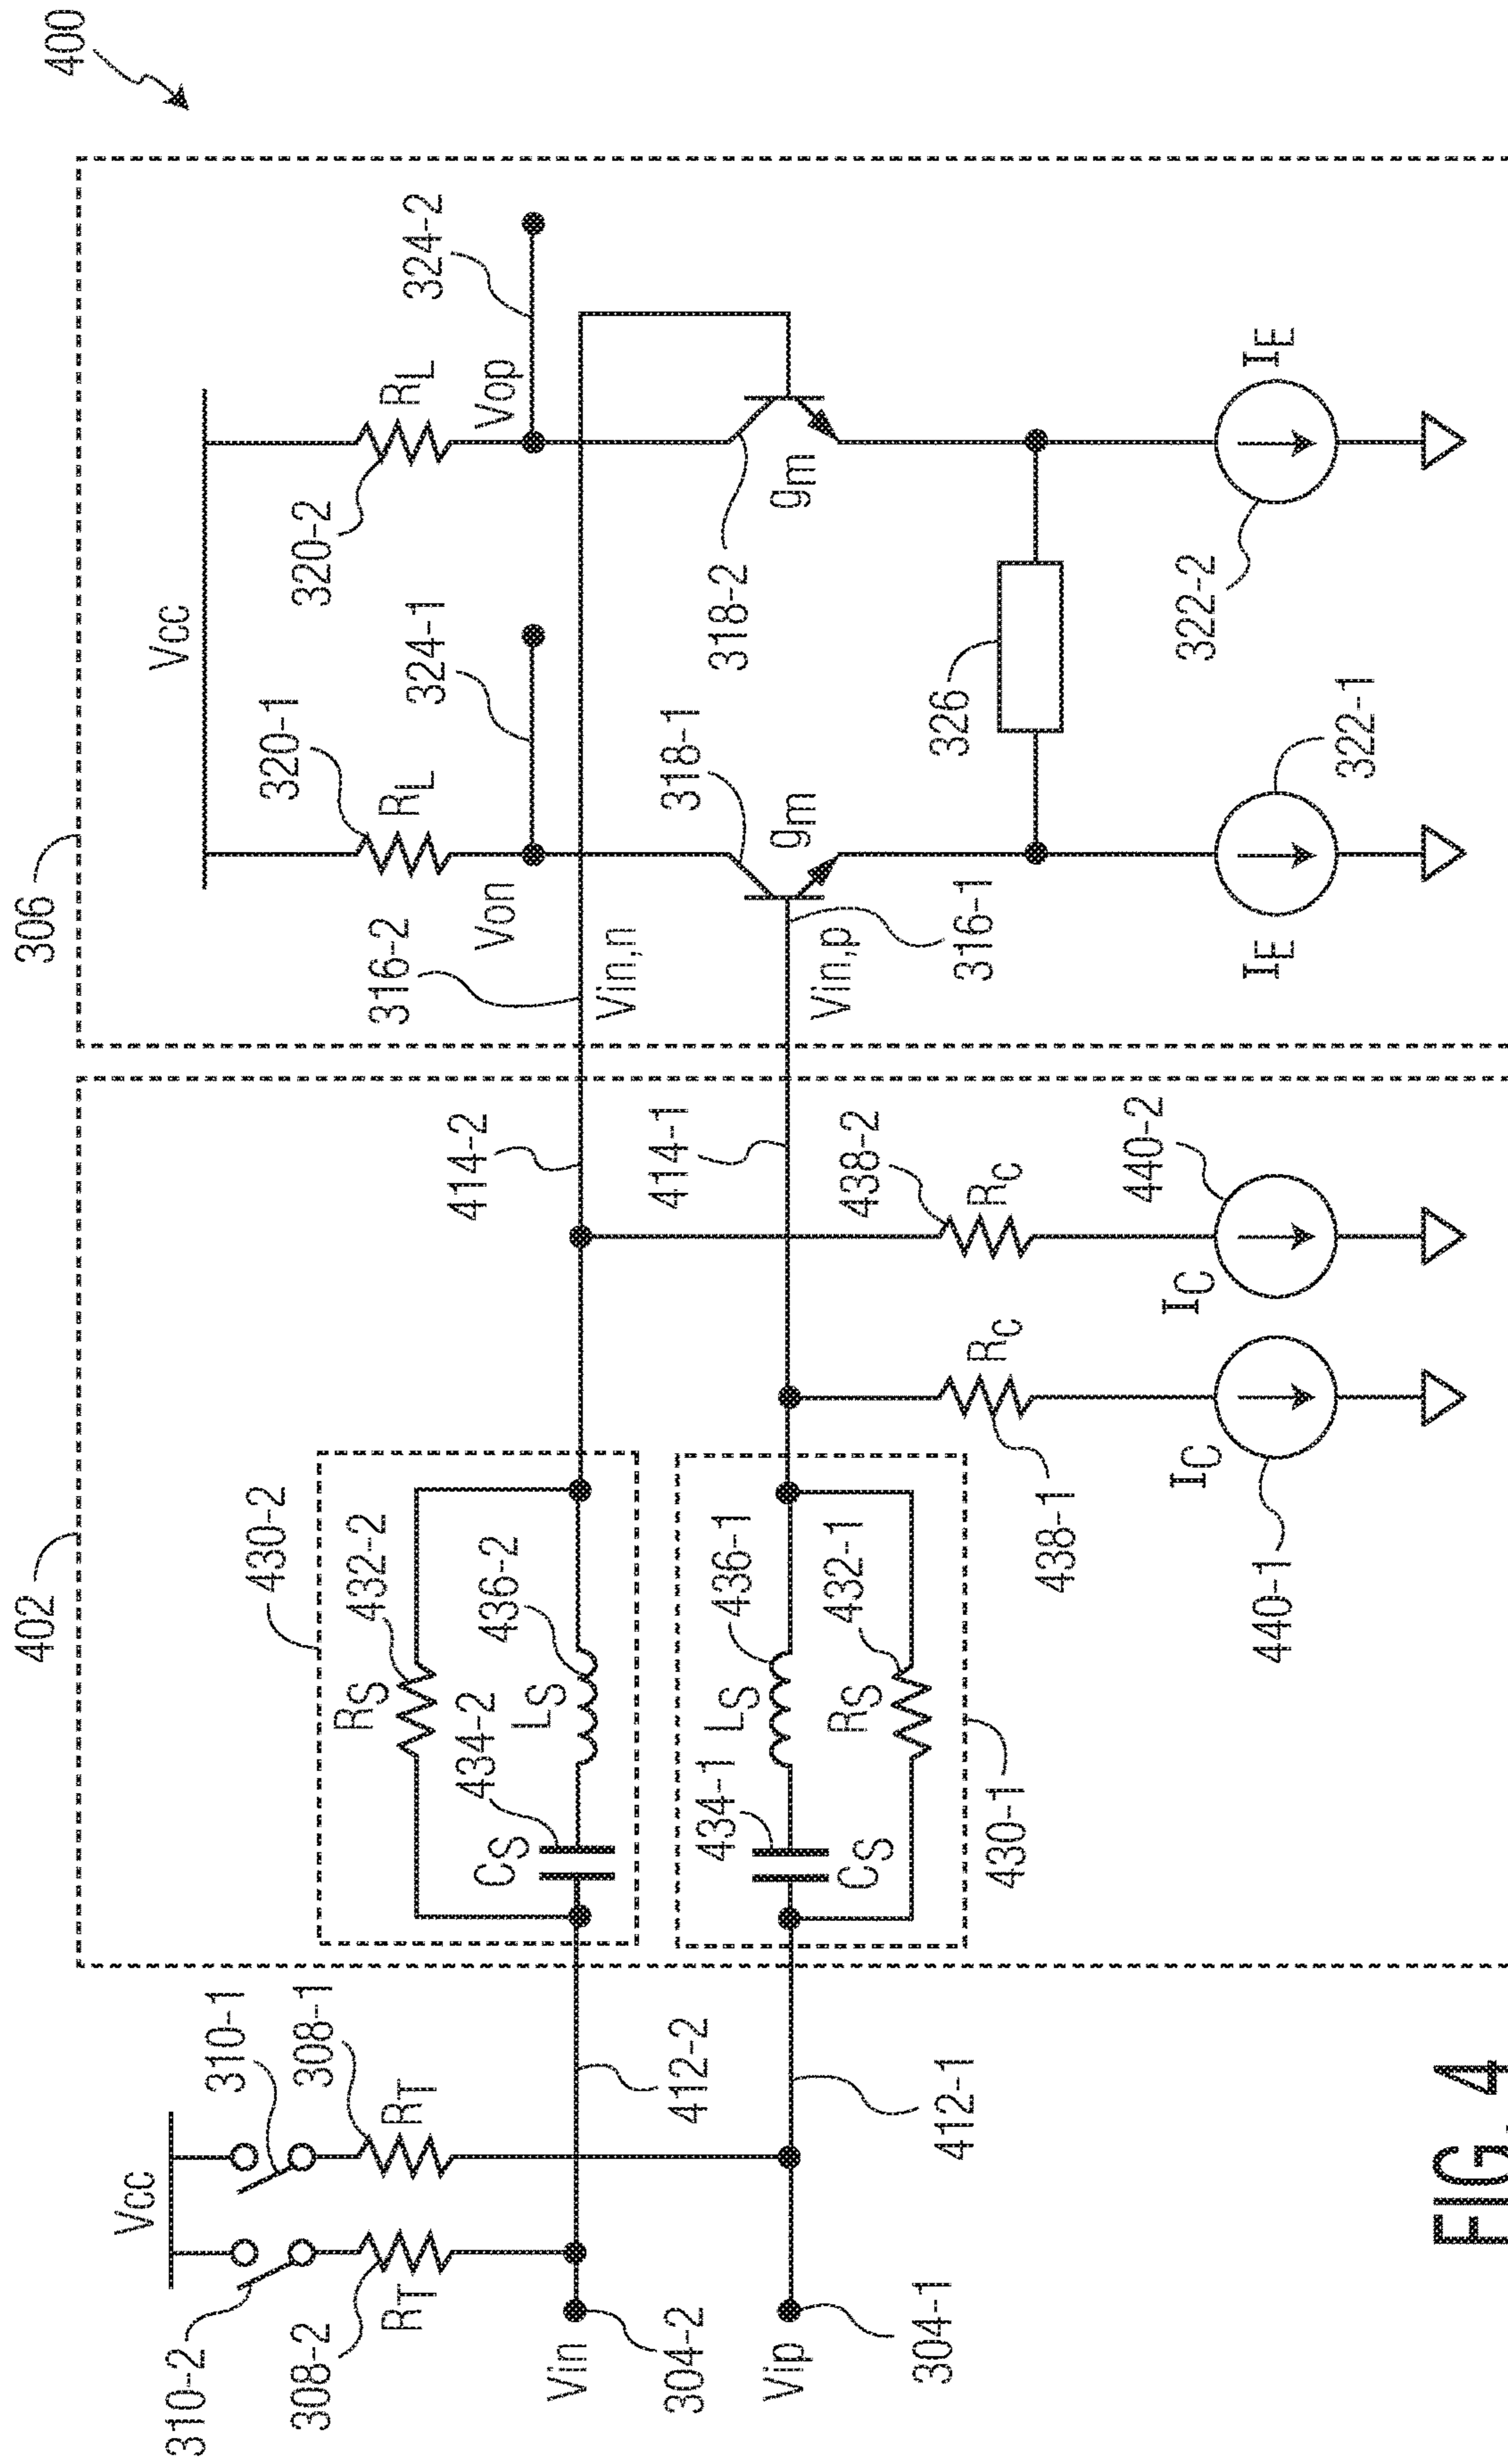 400
402
306
Vcc
310-2
310-1
308-2
308-1
RT
RT
Vin
304-2
Vip
304-1
412-2
412-1
430-2
RS
432-2
434-2
CS
LS
436-2
434-1
CS
LS
436-1
RS
432-1
430-1
414-2
414-1
438-2
RC
440-2
IC
RC
438-1
IC
440-1
Vcc
320-1
RL
324-1
320-2
RL
324-2
Von
Vop
316-2
Vin,n
318-1
gm
318-2
gm
Vin,p
316-1
326
IE
322-1
322-2
IE
FIG. 4